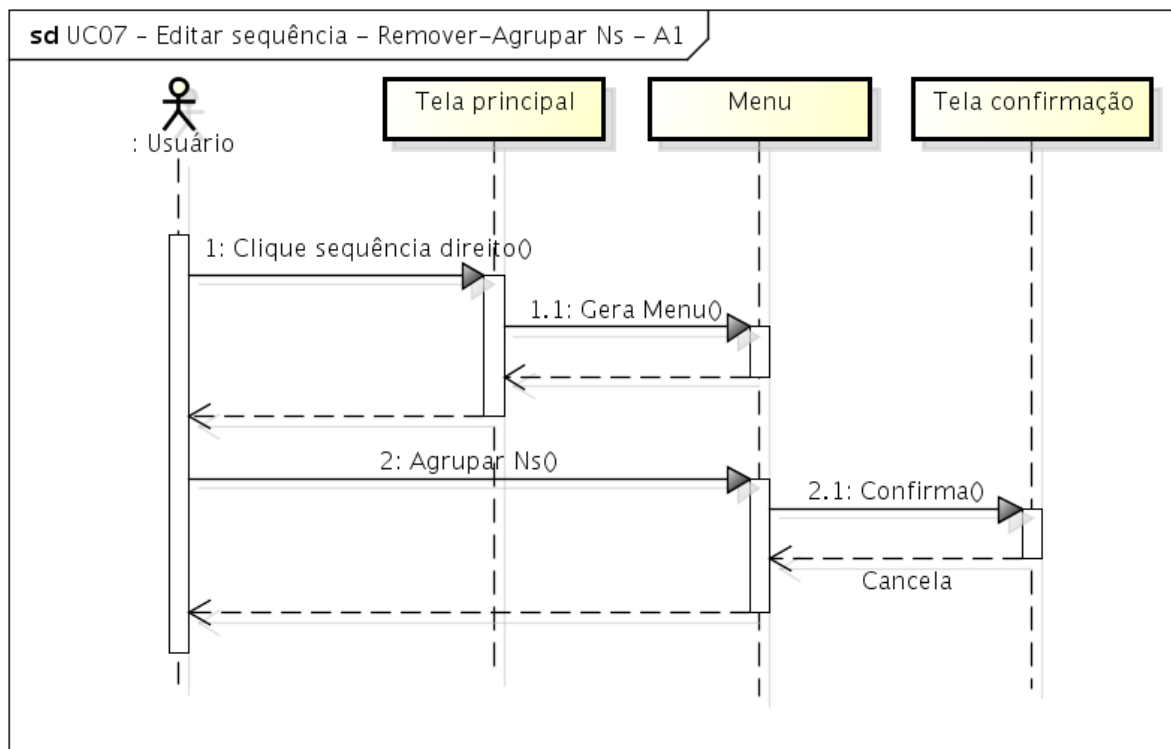 sd UC07 – Editar sequência – Remover–Agrupar Ns – A1
: Usuário
Tela principal
Menu
Tela confirmação
1: Clique sequência direito()
1.1: Gera Menu()
2: Agrupar Ns()
2.1: Confirma()
Cancela